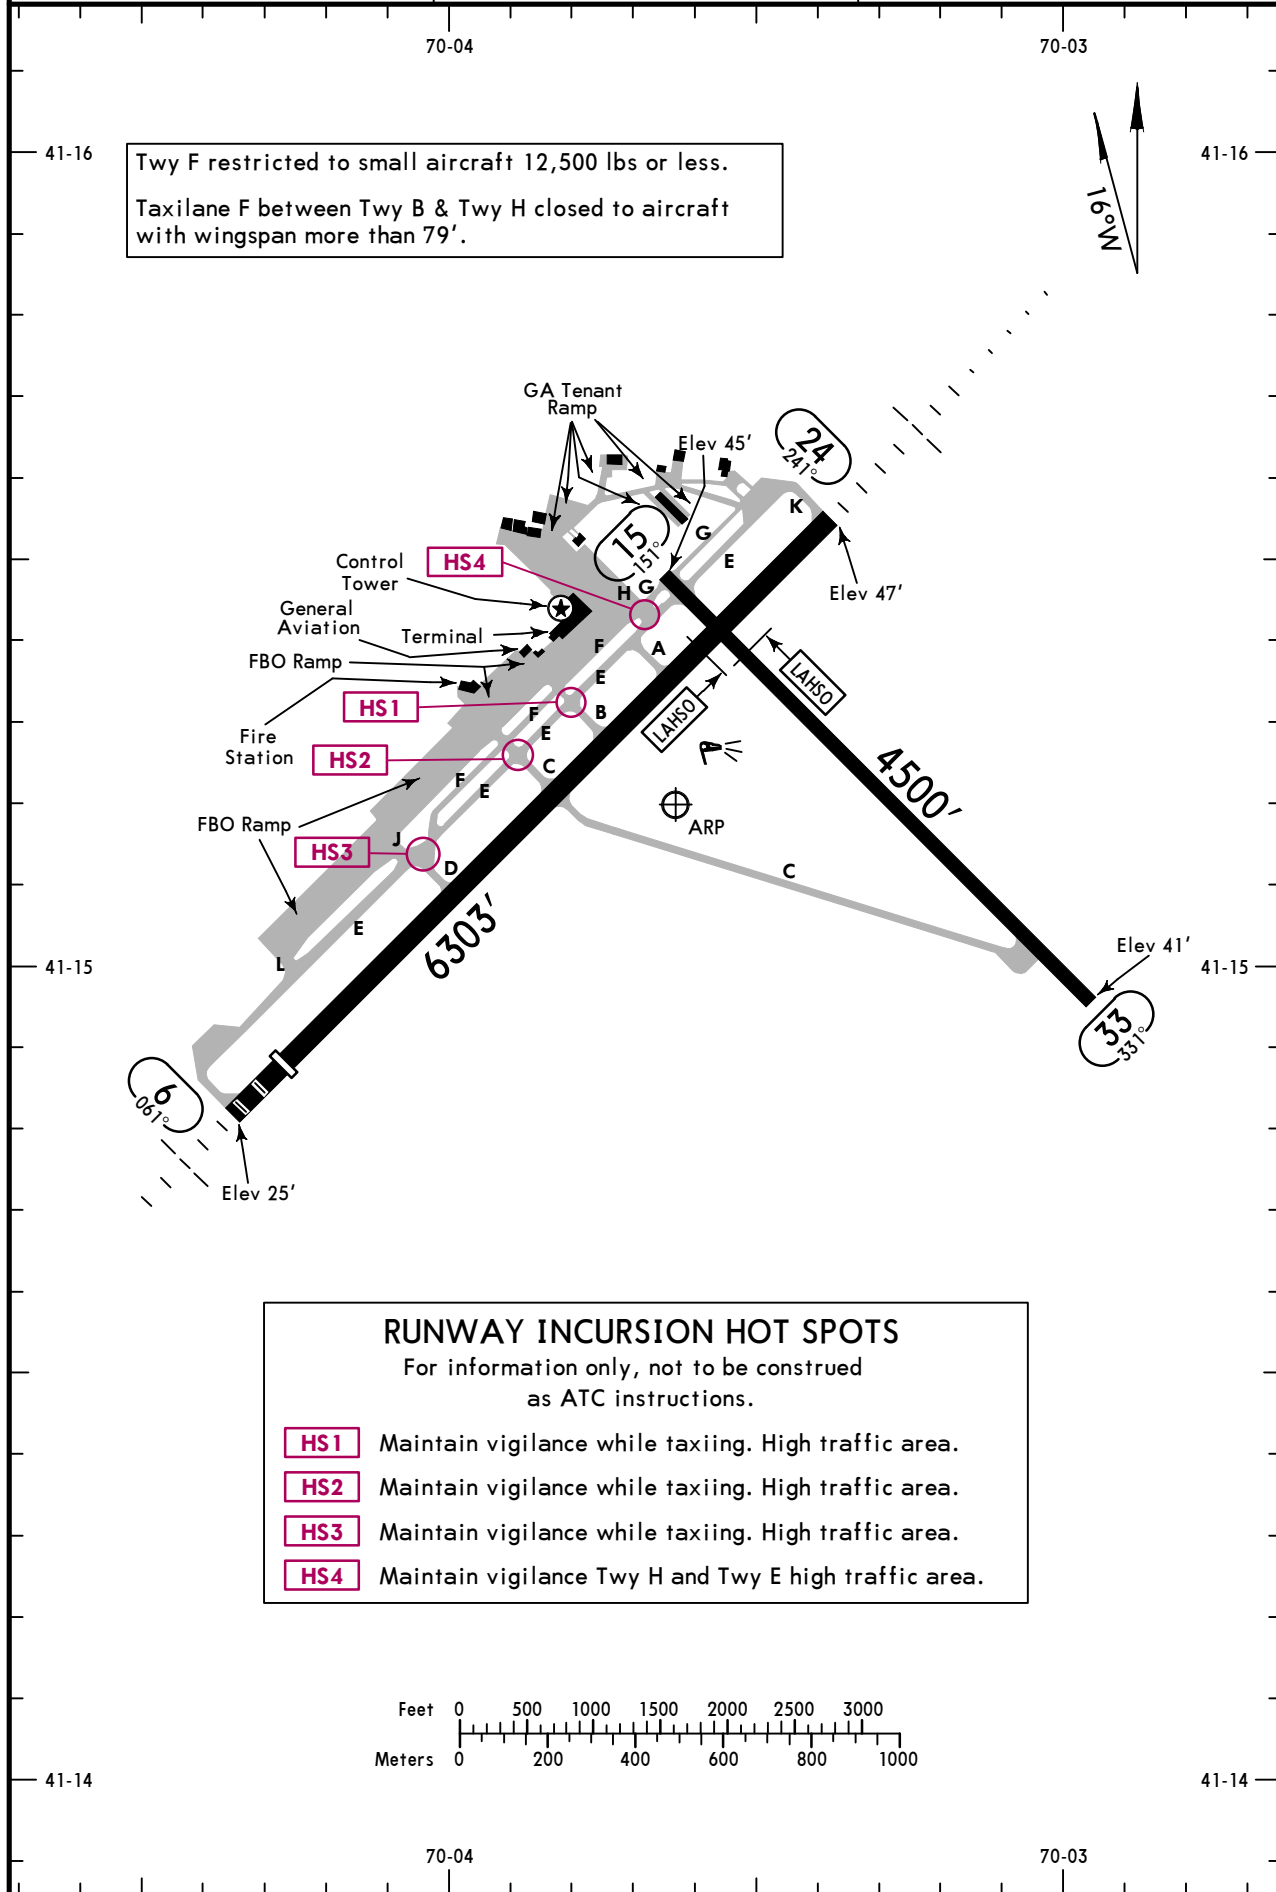 70-04
70-03
41-16
41-16
16°W
Twy F restricted to small aircraft 12,500 lbs or less.
Taxilane F between Twy B & Twy H closed to aircraft
with wingspan more than 79'.
GA Tenant
Ramp
Elev 45'
24
241°
K
15
151°
G
E
Control
Tower
HS4
Elev 47'
H
G
General
Aviation
Terminal
F
A
FBO Ramp
E
LAHSO
HS1
F
B
LAHSO
Fire
Station
E
HS2
C
F
E
4500'
FBO Ramp
ARP
J
HS3
D
C
E
6303'
L
41-15
Elev 41'
41-15
33
331°
6
061°
Elev 25'
RUNWAY INCURSION HOT SPOTS
For information only, not to be construed
as ATC instructions.
HS1 Maintain vigilance while taxiing. High traffic area.
HS2 Maintain vigilance while taxiing. High traffic area.
HS3 Maintain vigilance while taxiing. High traffic area.
HS4 Maintain vigilance Twy H and Twy E high traffic area.
Feet 0 500 1000 1500 2000 2500 3000
Meters 0 200 400 600 800 1000
41-14
41-14
70-04
70-03